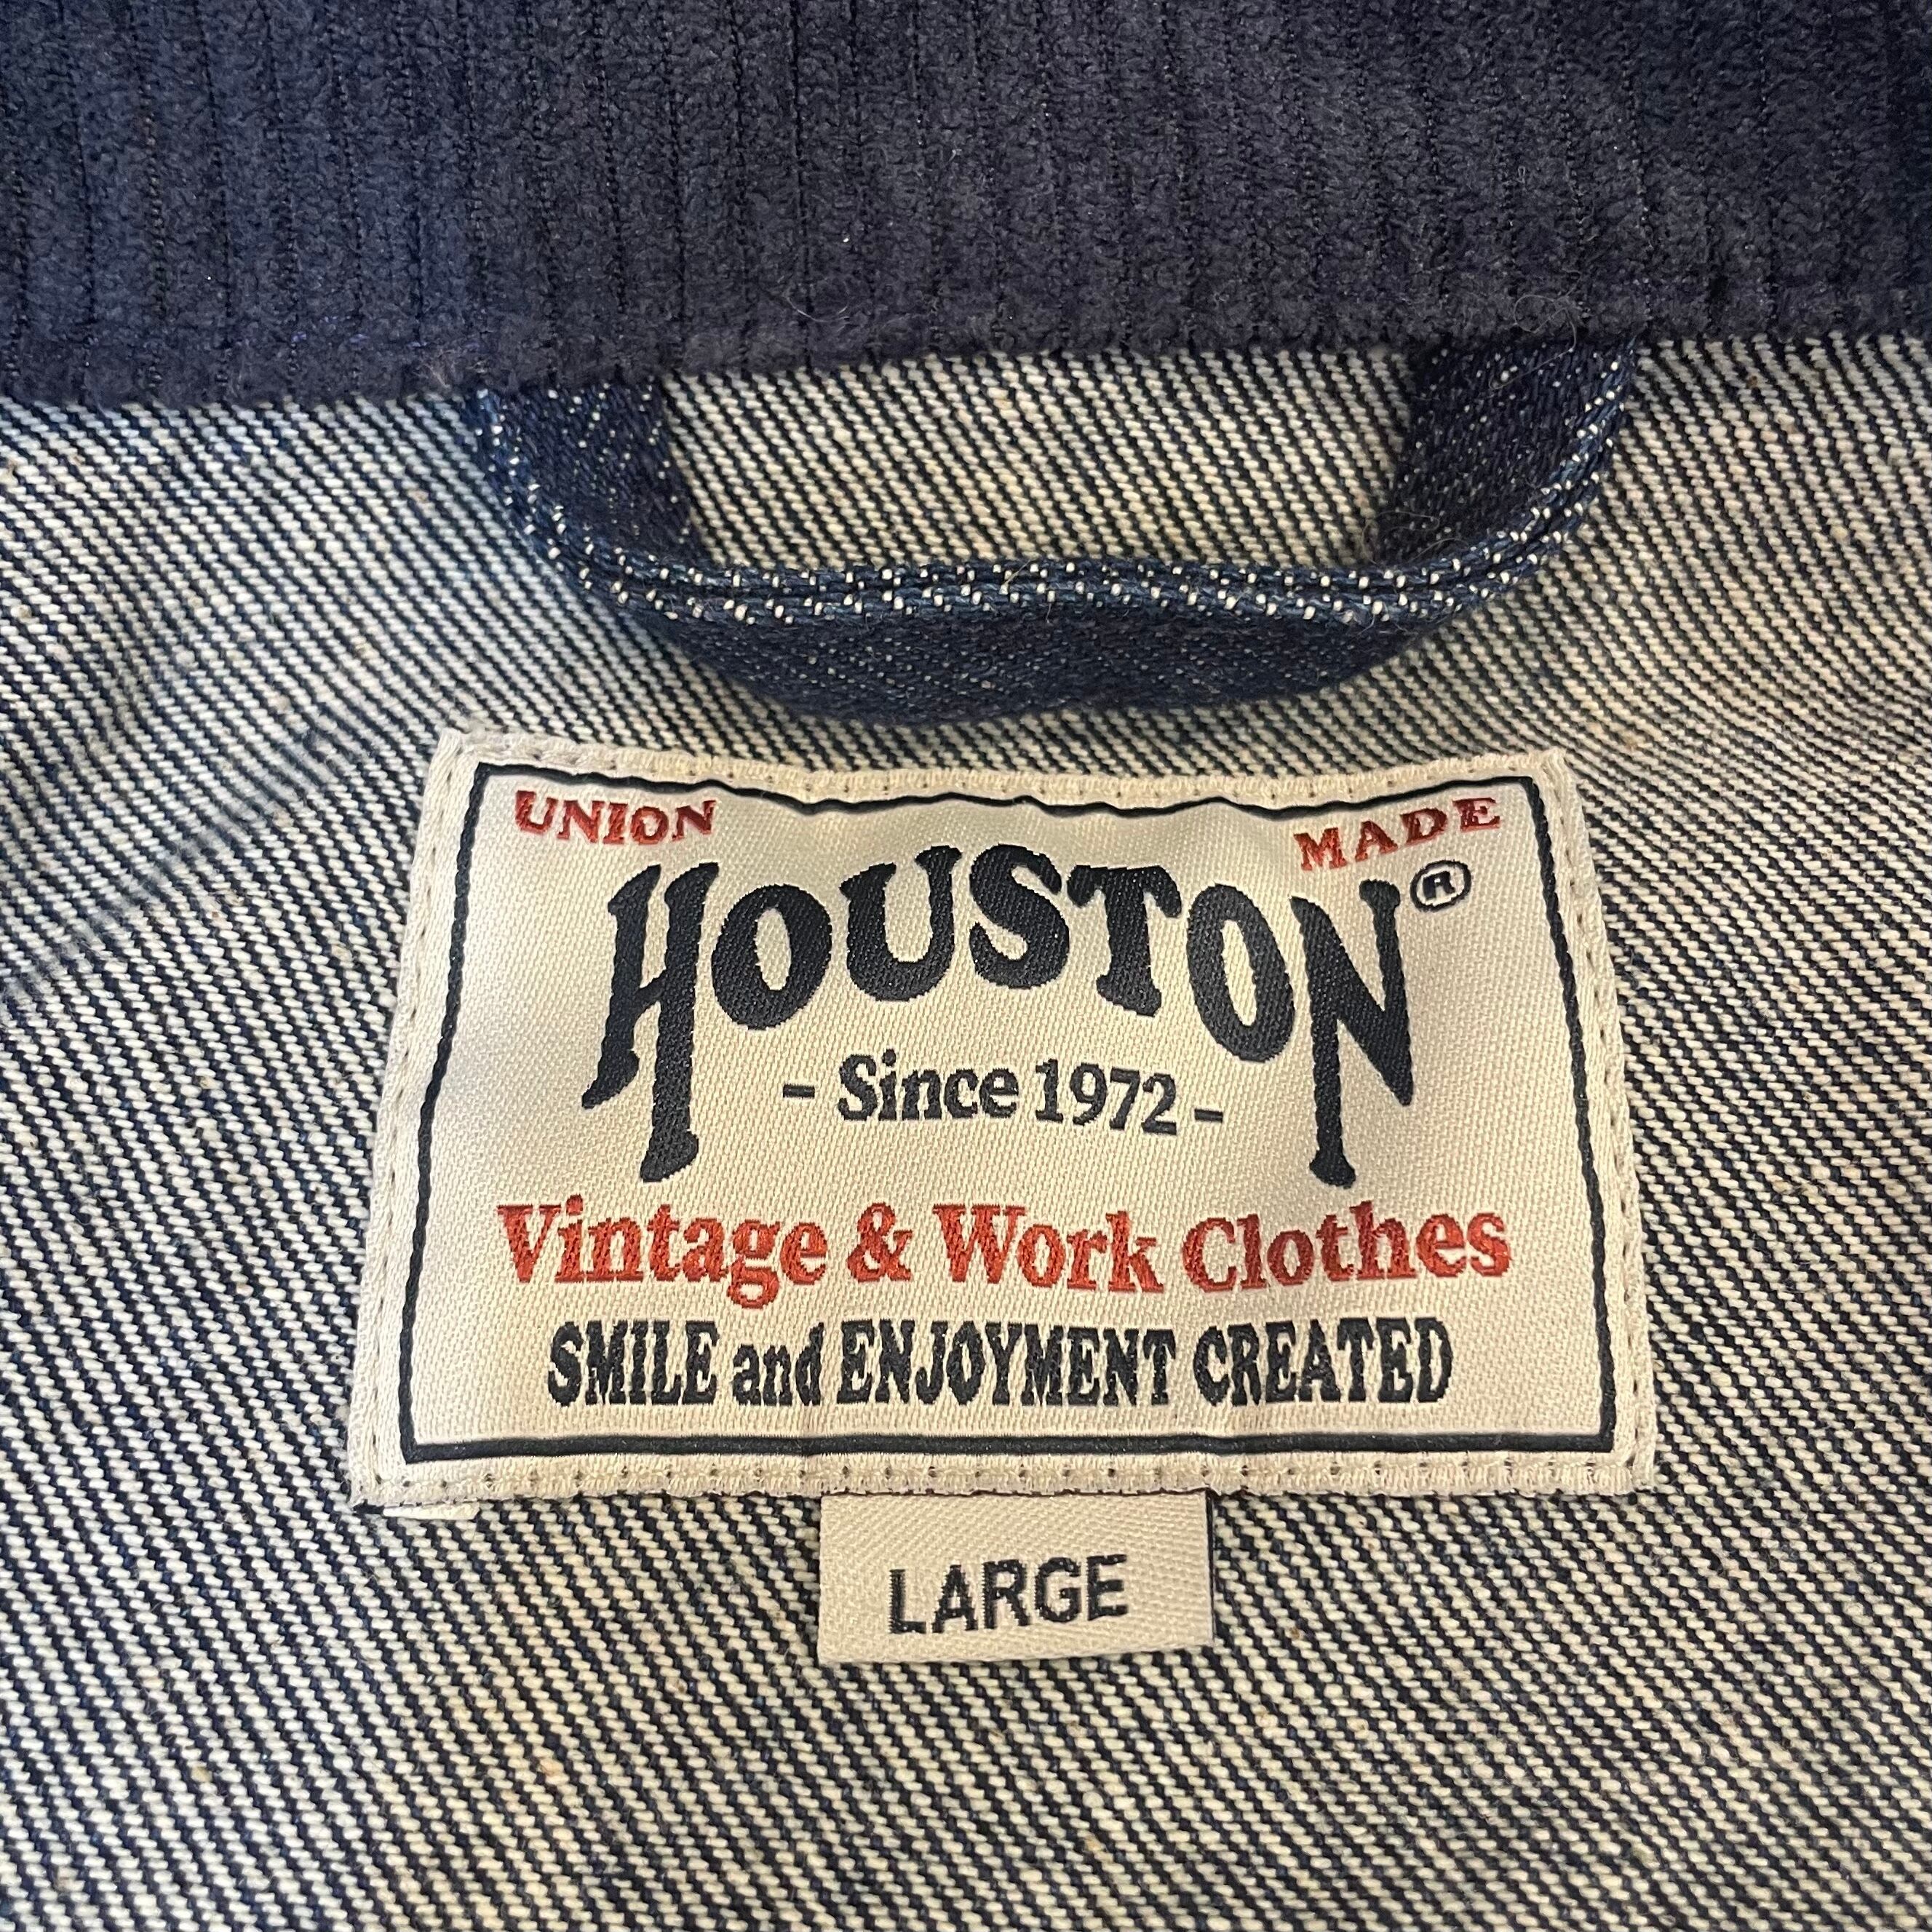 UNION MADE
HOUSTON®
- Since 1972 -
Vintage & Work Clothes
SMILE and ENJOYMENT CREATED
LARGE